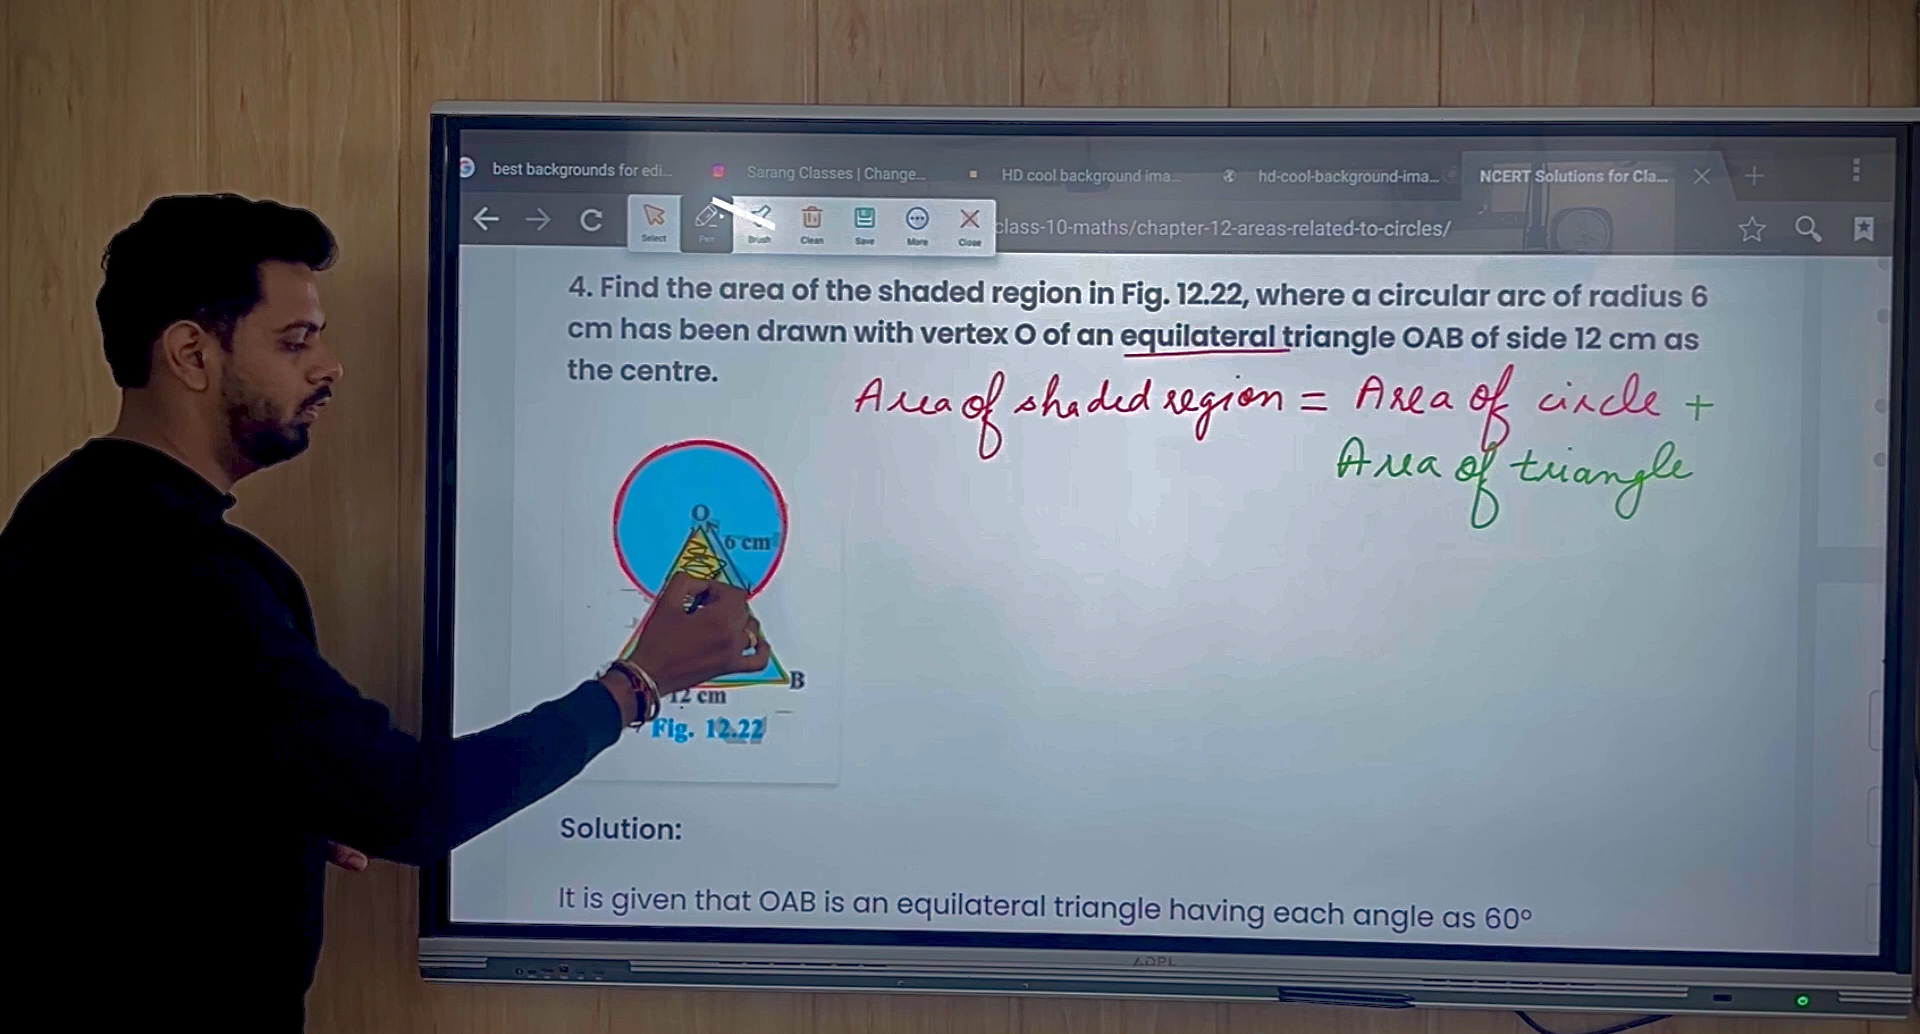 best backgrounds for edi...
Sarang Classes | Change...
HD cool background ima...
hd-cool-background-ima...
NCERT Solutions for Cla...
Select
Pen
Brush
Clean
Save
More
Close
class-10-maths/chapter-12-areas-related-to-circles/
4. Find the area of the shaded region in Fig. 12.22, where a circular arc of radius 6
cm has been drawn with vertex O of an equilateral triangle OAB of side 12 cm as
the centre.
Area of shaded region = Area of circle +
Area of triangle
O
6 cm
B
12 cm
Fig. 12.22
Solution:
It is given that OAB is an equilateral triangle having each angle as 60°
ADPL